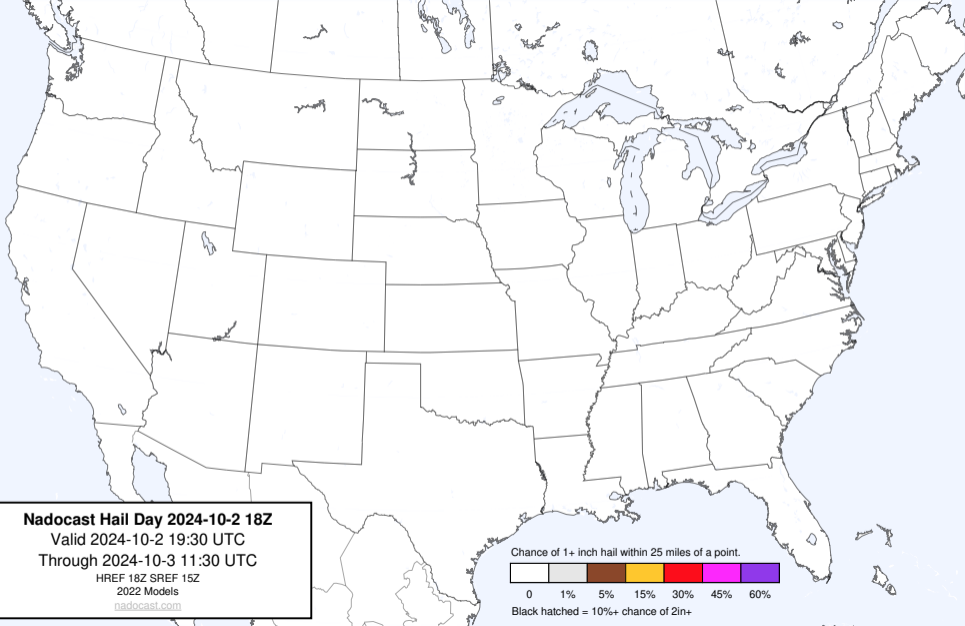 Nadocast Hail Day 2024-10-2 18Z
Valid 2024-10-2 19:30 UTC
Through 2024-10-3 11:30 UTC
HREF 18Z SREF 15Z
2022 Models
nadocast.com
Chance of 1+ inch hail within 25 miles of a point.
0 1% 5% 15% 30% 45% 60%
Black hatched = 10%+ chance of 2in+